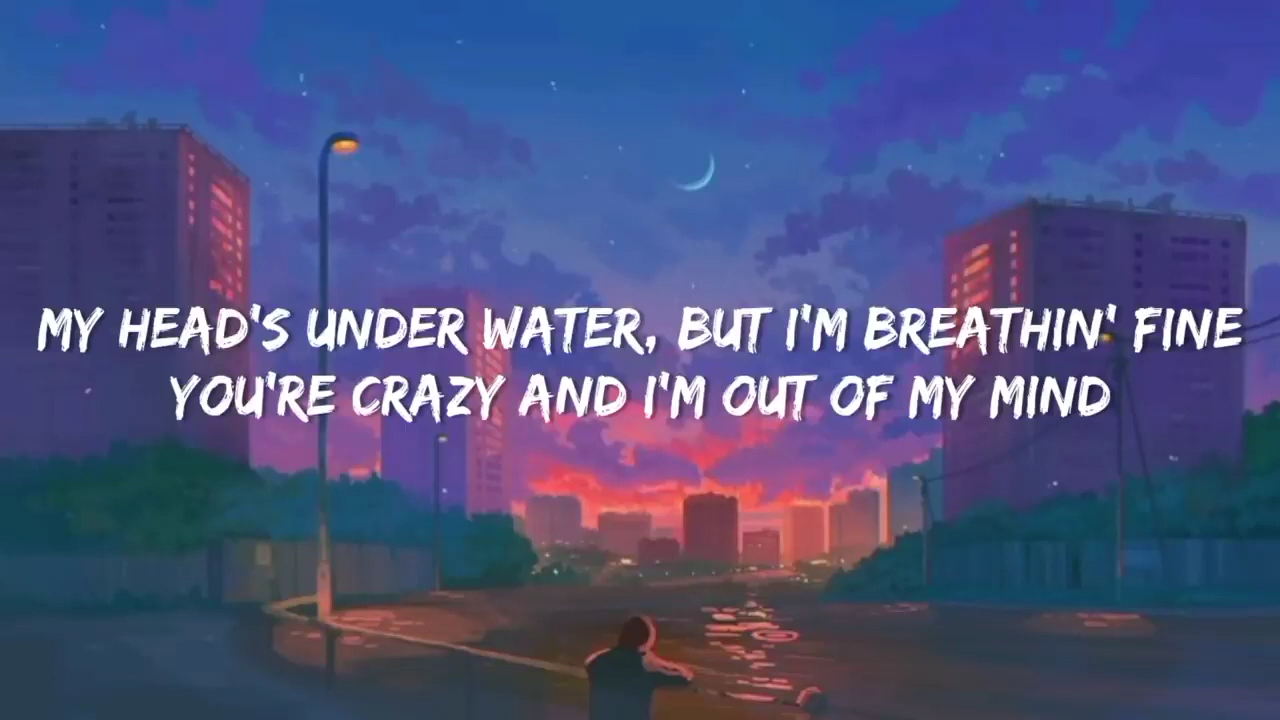 MY HEAD'S UNDER WATER, BUT I'M BREATHIN' FINE
YOU'RE CRAZY AND I'M OUT OF MY MIND